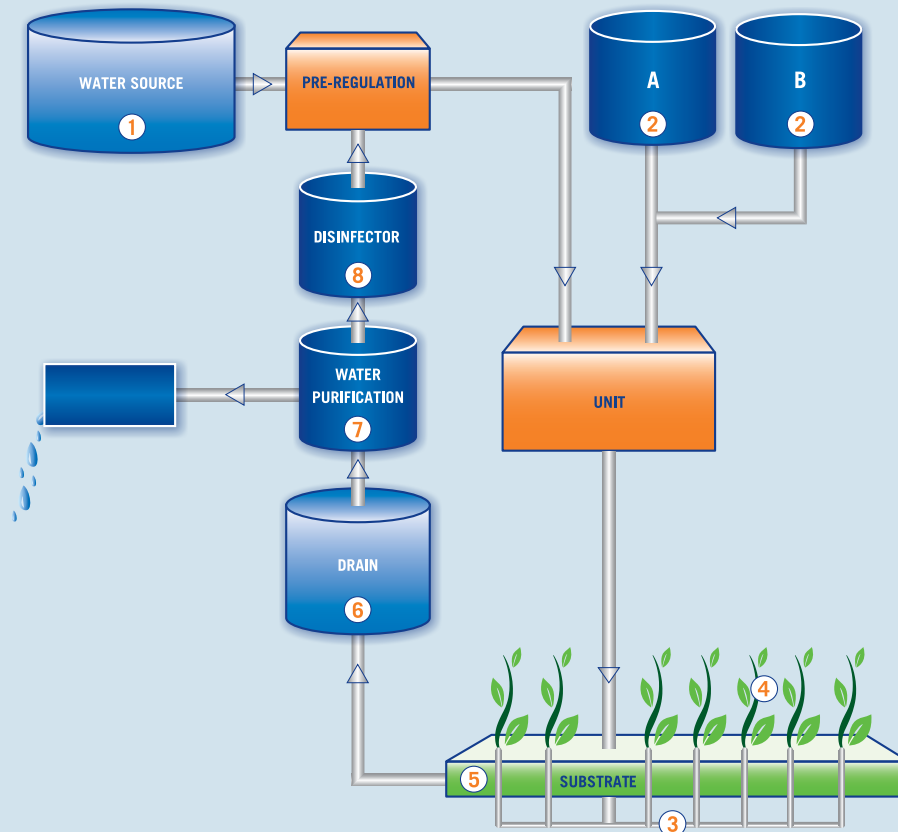 WATER SOURCE
1
PRE-REGULATION
A
2
B
2
DISINFECTOR
8
WATER
PURIFICATION
7
UNIT
DRAIN
6
4
5
SUBSTRATE
3